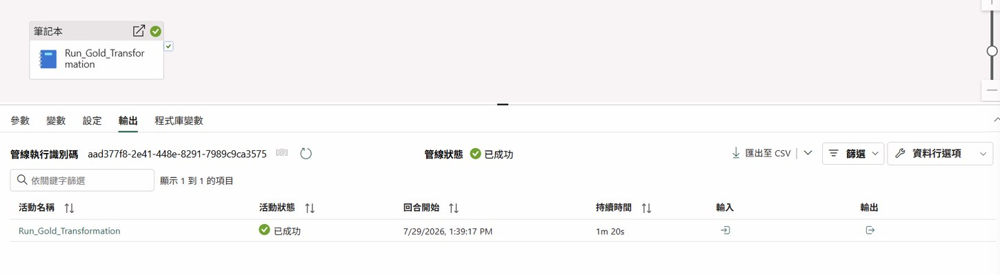 筆記本
Run_Gold_Transfor
mation
參數 變數 設定 輸出 程式庫變數
管線執行識別碼 aad377f8-2e41-448e-8291-7989c9ca3575 管線狀態 已成功 匯出至 CSV 篩選 資料行選項
依關鍵字篩選 顯示 1 到 1 的項目
活動名稱 活動狀態 回合開始 持續時間 輸入 輸出
Run_Gold_Transformation 已成功 7/29/2026, 1:39:17 PM 1m 20s